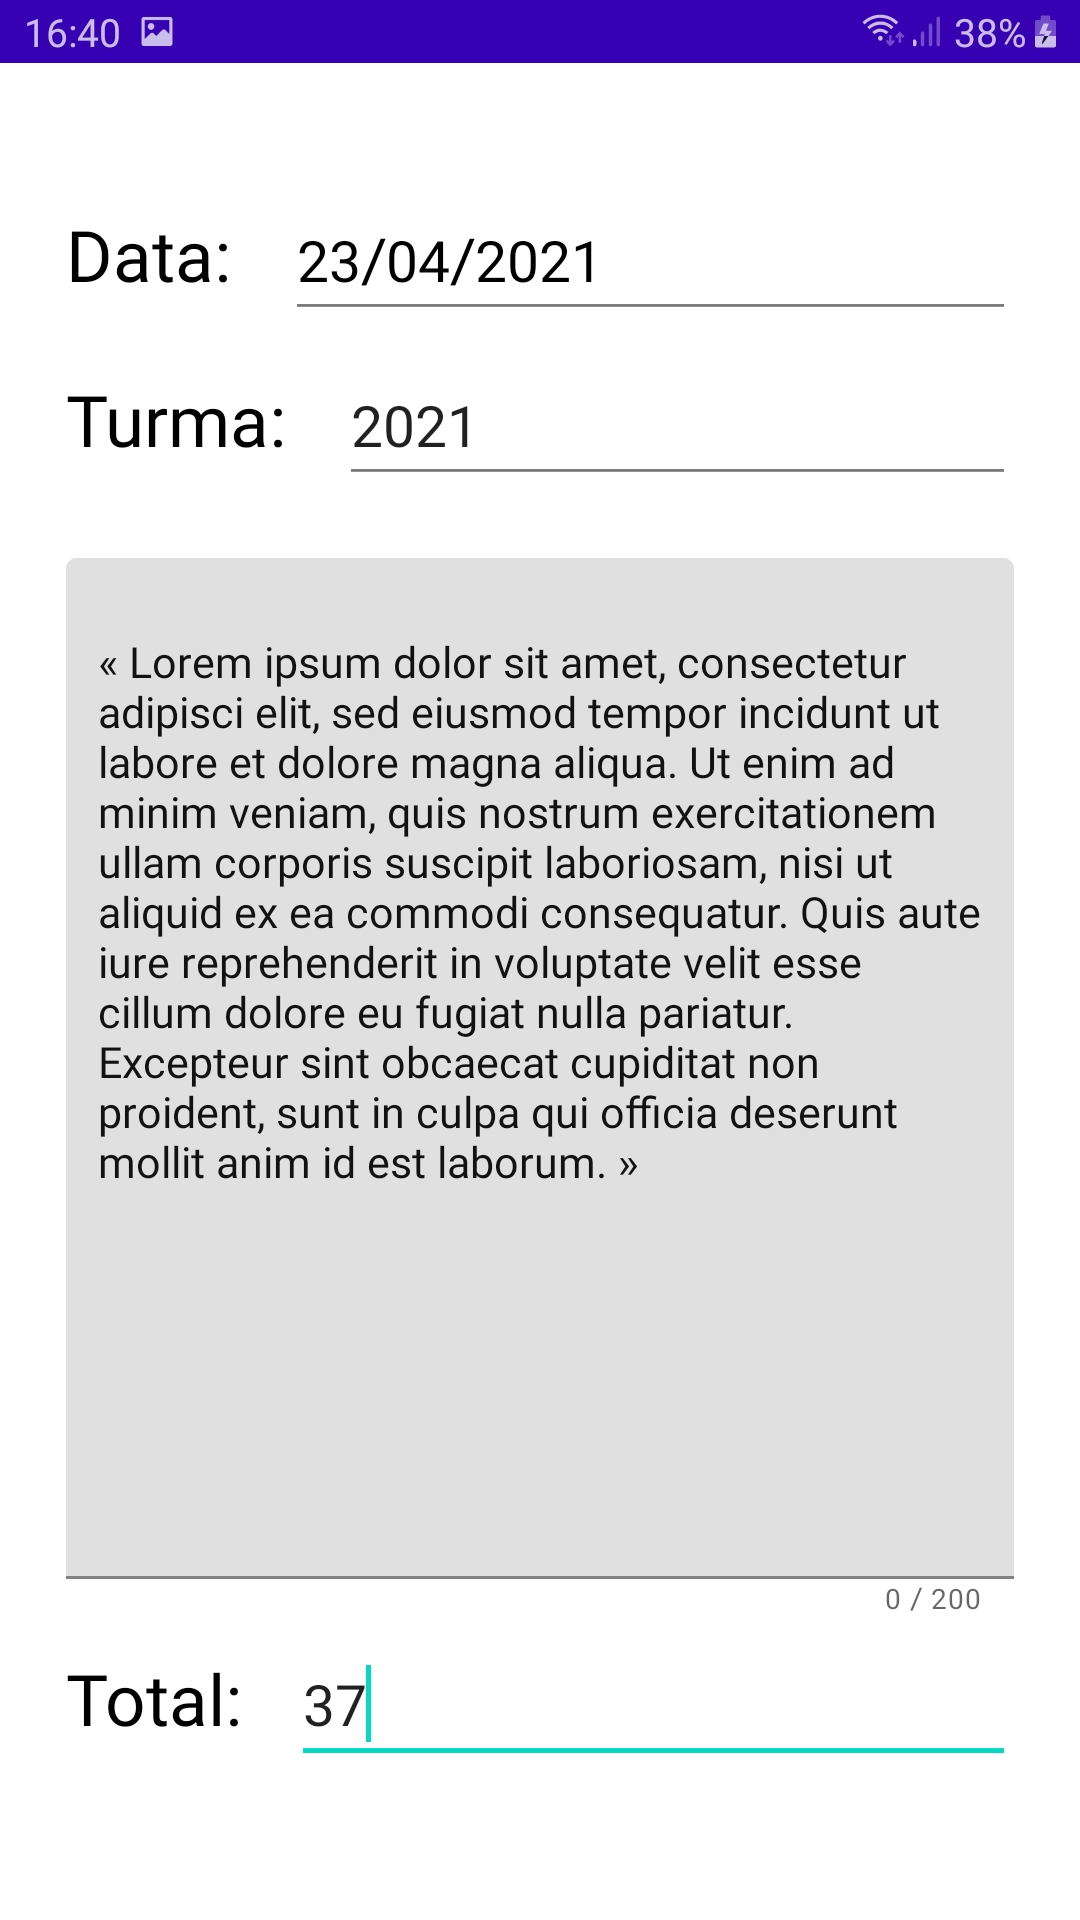 16:40 38%
Data: 23/04/2021
Turma: 2021
« Lorem ipsum dolor sit amet, consectetur
adipisci elit, sed eiusmod tempor incidunt ut
labore et dolore magna aliqua. Ut enim ad
minim veniam, quis nostrum exercitationem
ullam corporis suscipit laboriosam, nisi ut
aliquid ex ea commodi consequatur. Quis aute
iure reprehenderit in voluptate velit esse
cillum dolore eu fugiat nulla pariatur.
Excepteur sint obcaecat cupiditat non
proident, sunt in culpa qui officia deserunt
mollit anim id est laborum. »
0 / 200
Total: 37